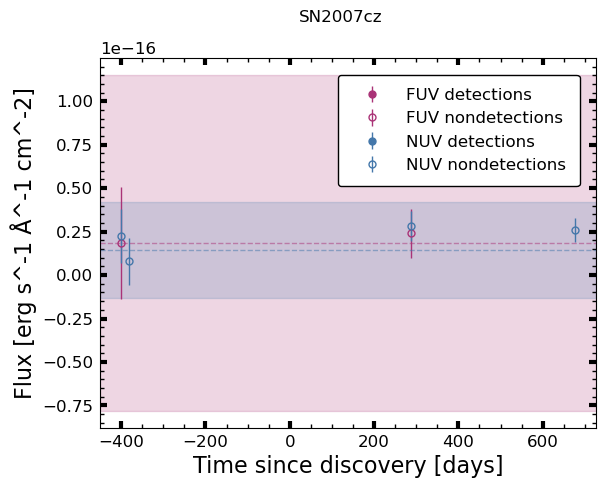 SN2007cz
1e−16
FUV detections
FUV nondetections
NUV detections
NUV nondetections
1.00
0.75
0.50
0.25
0.00
−0.25
−0.50
−0.75
Flux [erg s^-1 Å^-1 cm^-2]
−400 −200 0 200 400 600
Time since discovery [days]